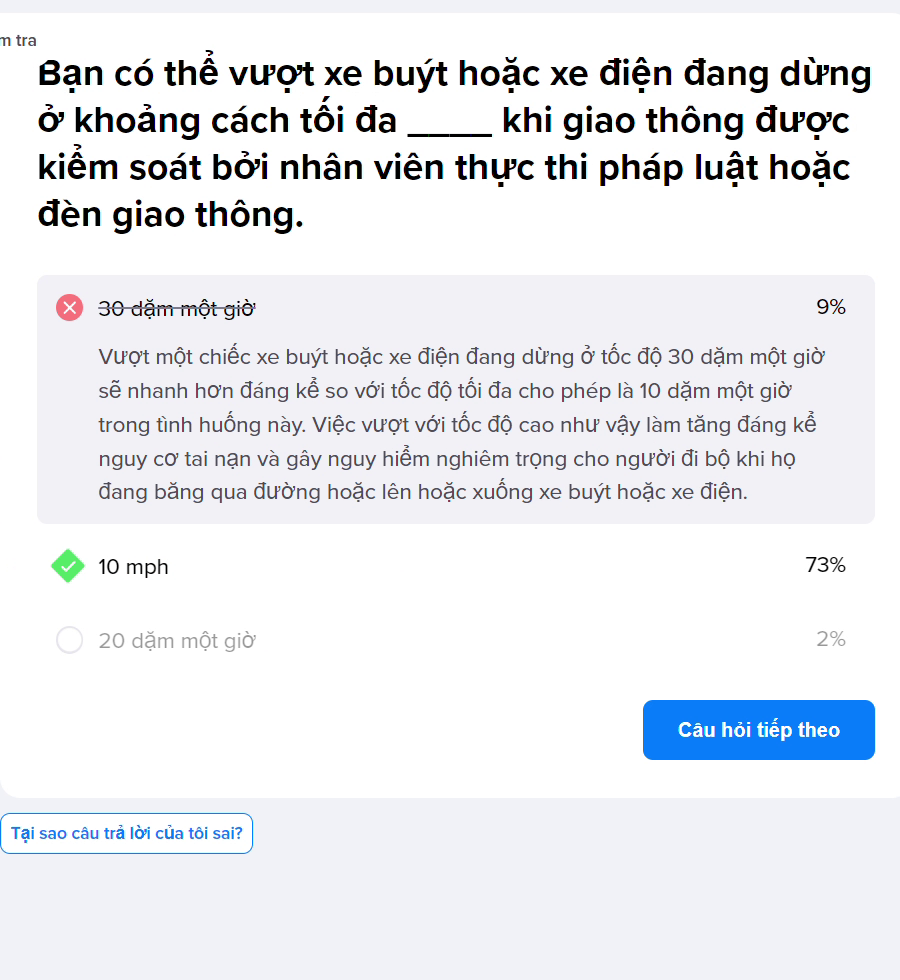 m tra
Bạn có thể vượt xe buýt hoặc xe điện đang dừng
ở khoảng cách tối đa ____ khi giao thông được
kiểm soát bởi nhân viên thực thi pháp luật hoặc
đèn giao thông.
30 dặm một giờ 9%
Vượt một chiếc xe buýt hoặc xe điện đang dừng ở tốc độ 30 dặm một giờ
sẽ nhanh hơn đáng kể so với tốc độ tối đa cho phép là 10 dặm một giờ
trong tình huống này. Việc vượt với tốc độ cao như vậy làm tăng đáng kể
nguy cơ tai nạn và gây nguy hiểm nghiêm trọng cho người đi bộ khi họ
đang băng qua đường hoặc lên hoặc xuống xe buýt hoặc xe điện.
10 mph 73%
20 dặm một giờ 2%
Câu hỏi tiếp theo
Tại sao câu trả lời của tôi sai?